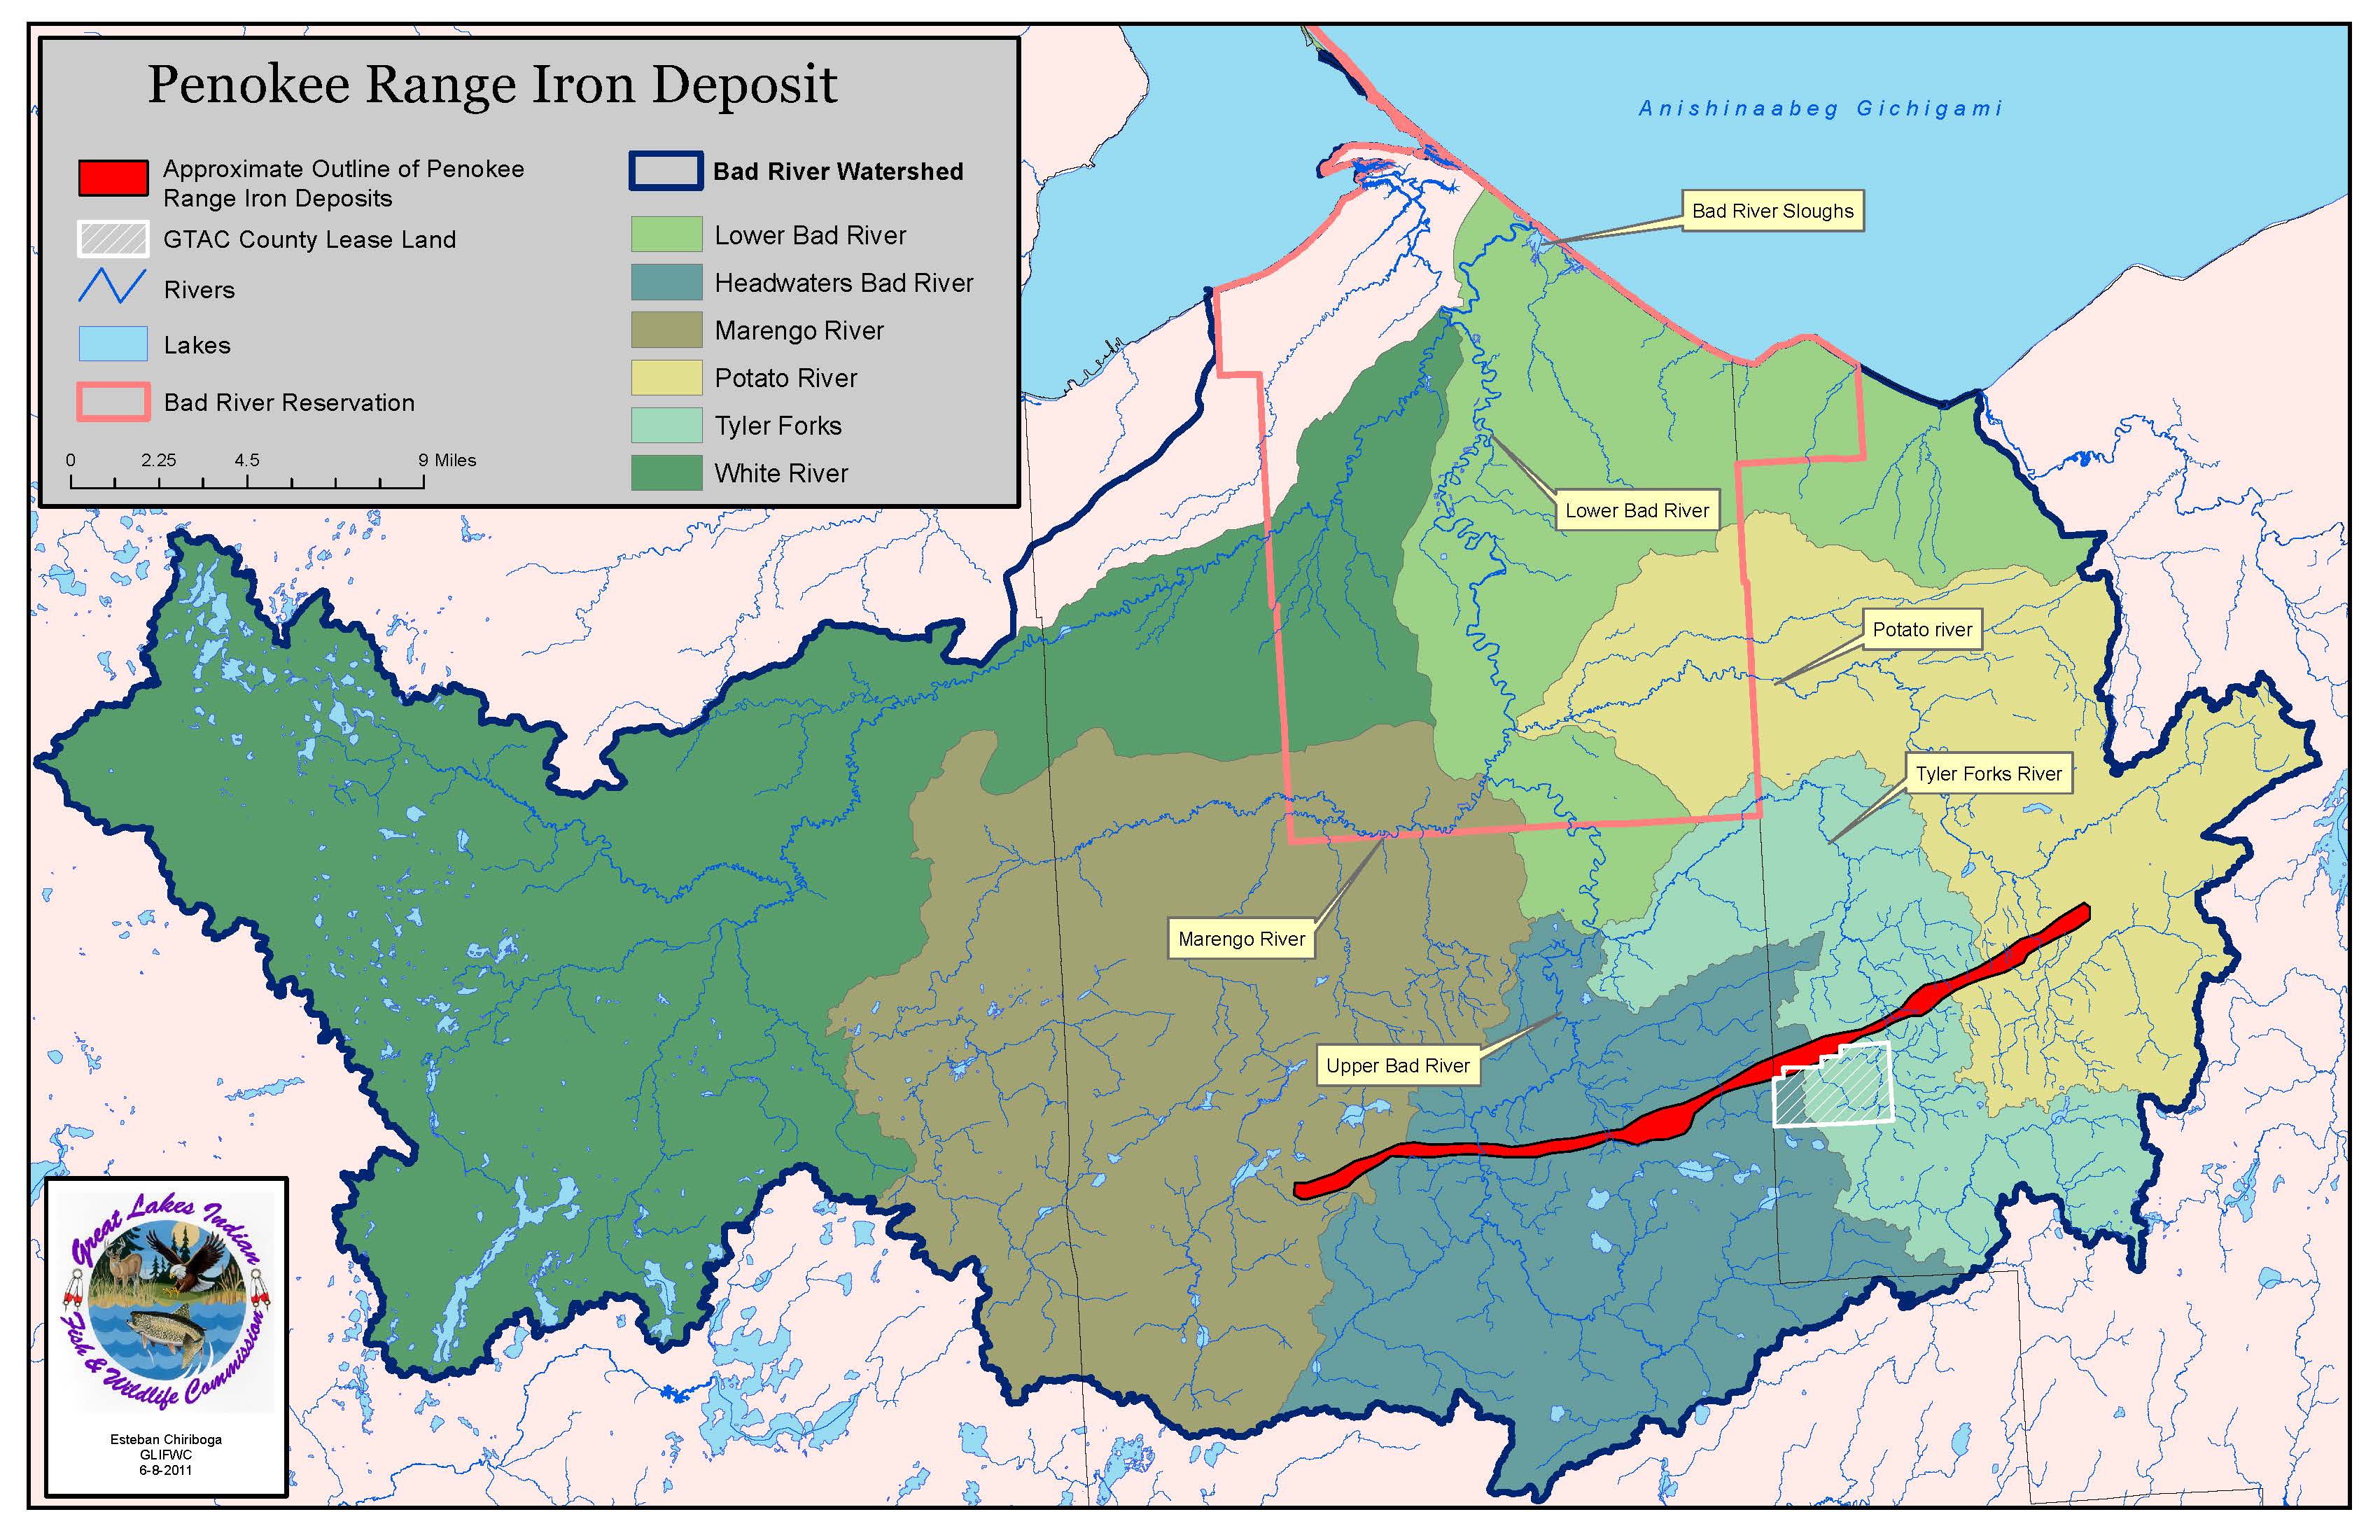 Penokee Range Iron Deposit
Approximate Outline of Penokee
Range Iron Deposits
GTAC County Lease Land
Rivers
Lakes
Bad River Reservation
0 2.25 4.5 9 Miles
Bad River Watershed
Lower Bad River
Headwaters Bad River
Marengo River
Potato River
Tyler Forks
White River
Anishinaabeg Gichigami
Bad River Sloughs
Lower Bad River
Potato river
Tyler Forks River
Marengo River
Upper Bad River
Great Lakes Indian
Fish & Wildlife Commission
Esteban Chiriboga
GLIFWC
6-8-2011